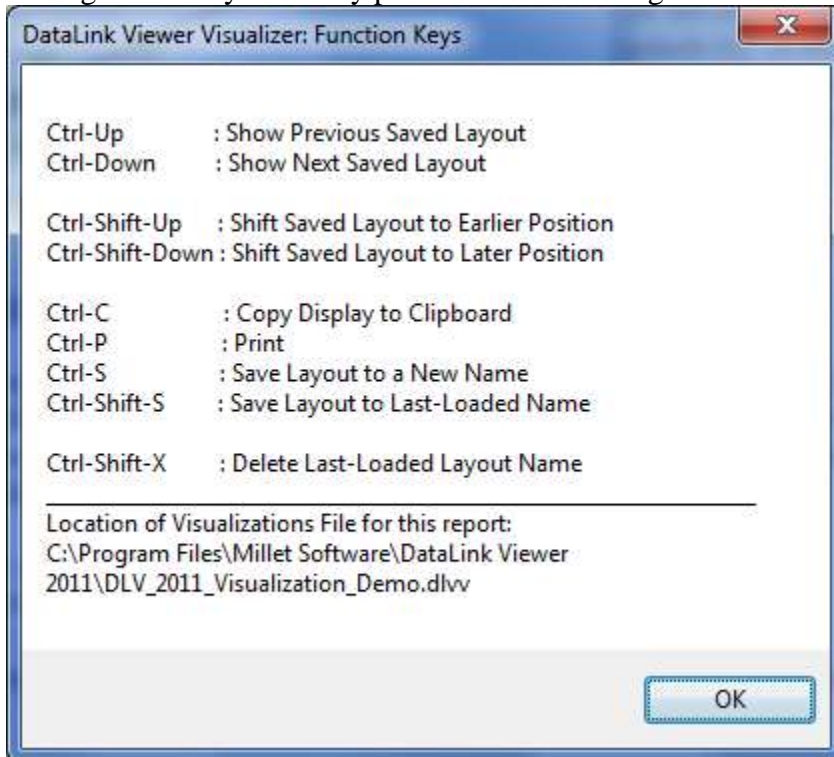 DataLink Viewer Visualizer: Function Keys
Ctrl-Up : Show Previous Saved Layout
Ctrl-Down : Show Next Saved Layout
Ctrl-Shift-Up : Shift Saved Layout to Earlier Position
Ctrl-Shift-Down : Shift Saved Layout to Later Position
Ctrl-C : Copy Display to Clipboard
Ctrl-P : Print
Ctrl-S : Save Layout to a New Name
Ctrl-Shift-S : Save Layout to Last-Loaded Name
Ctrl-Shift-X : Delete Last-Loaded Layout Name
Location of Visualizations File for this report:
C:\Program Files\Millet Software\DataLink Viewer
2011\DLV_2011_Visualization_Demo.dlvv
OK